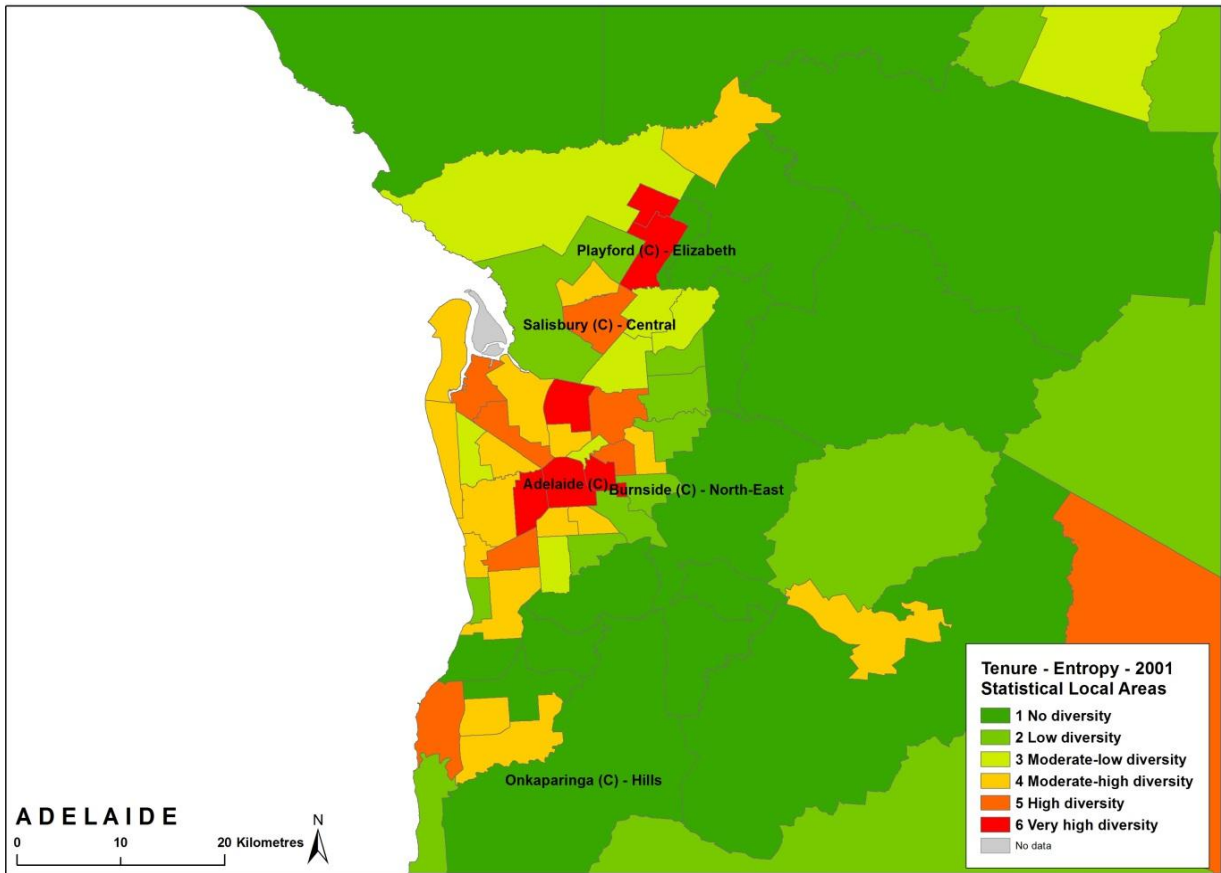 Playford (C) - Elizabeth
Salisbury (C) - Central
Adelaide (C)
Burnside (C) - North-East
Onkaparinga (C) - Hills
ADELAIDE
N
0 10 20 Kilometres
Tenure - Entropy - 2001
Statistical Local Areas
1 No diversity
2 Low diversity
3 Moderate-low diversity
4 Moderate-high diversity
5 High diversity
6 Very high diversity
No data